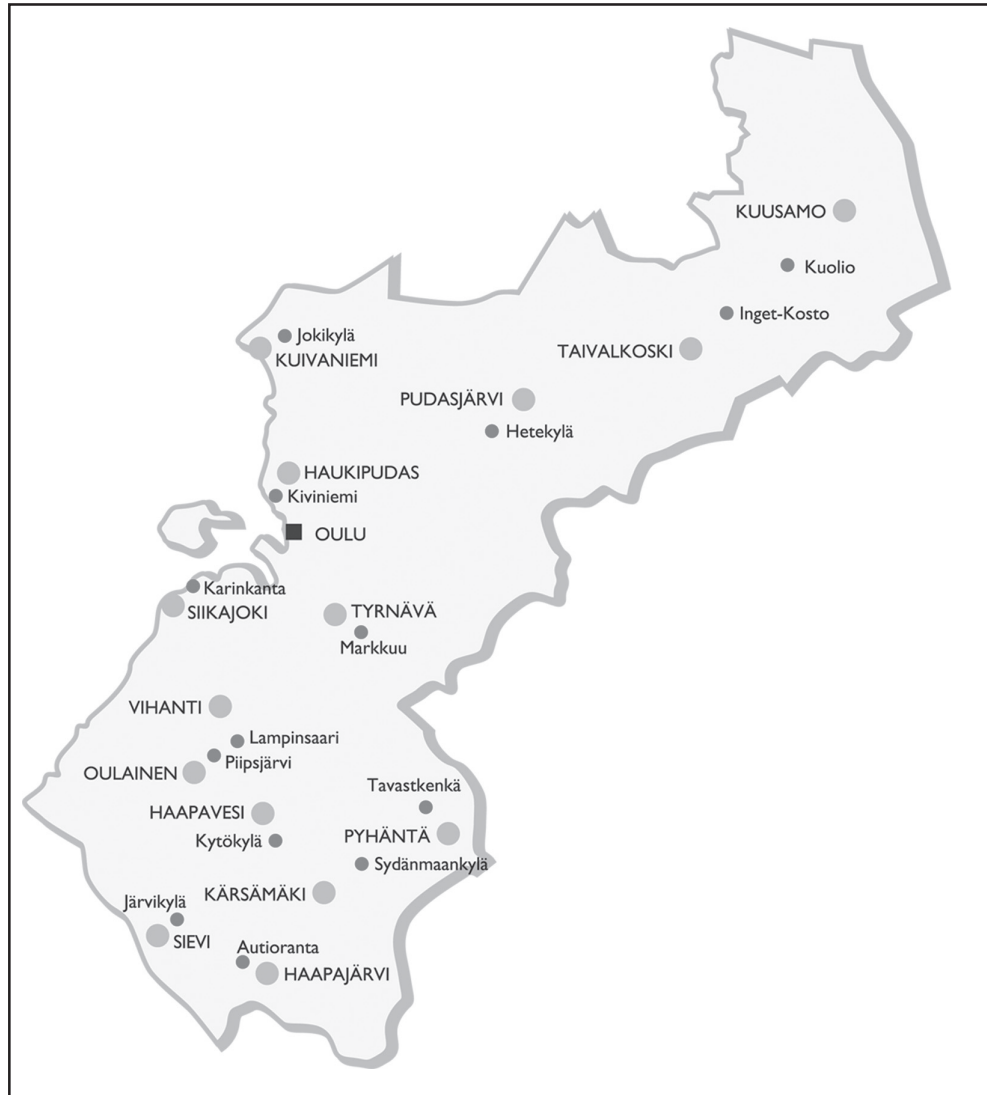 KUUSAMO
Kuolio
Inget-Kosto
Jokikylä
KUIVANIEMI
TAIVALKOSKI
PUDASJÄRVI
Hetekylä
HAUKIPUDAS
Kiviniemi
OULU
Karinkanta
SIIKAJOKI
TYRNÄVÄ
Markkuu
VIHANTI
Lampinsaari
Piipsjärvi
OULAINEN
Tavastkenkä
HAAPAVESI
PYHÄNTÄ
Kytökylä
Sydänmaankylä
KÄRSÄMÄKI
Järvikylä
SIEVI
Autioranta
HAAPAJÄRVI